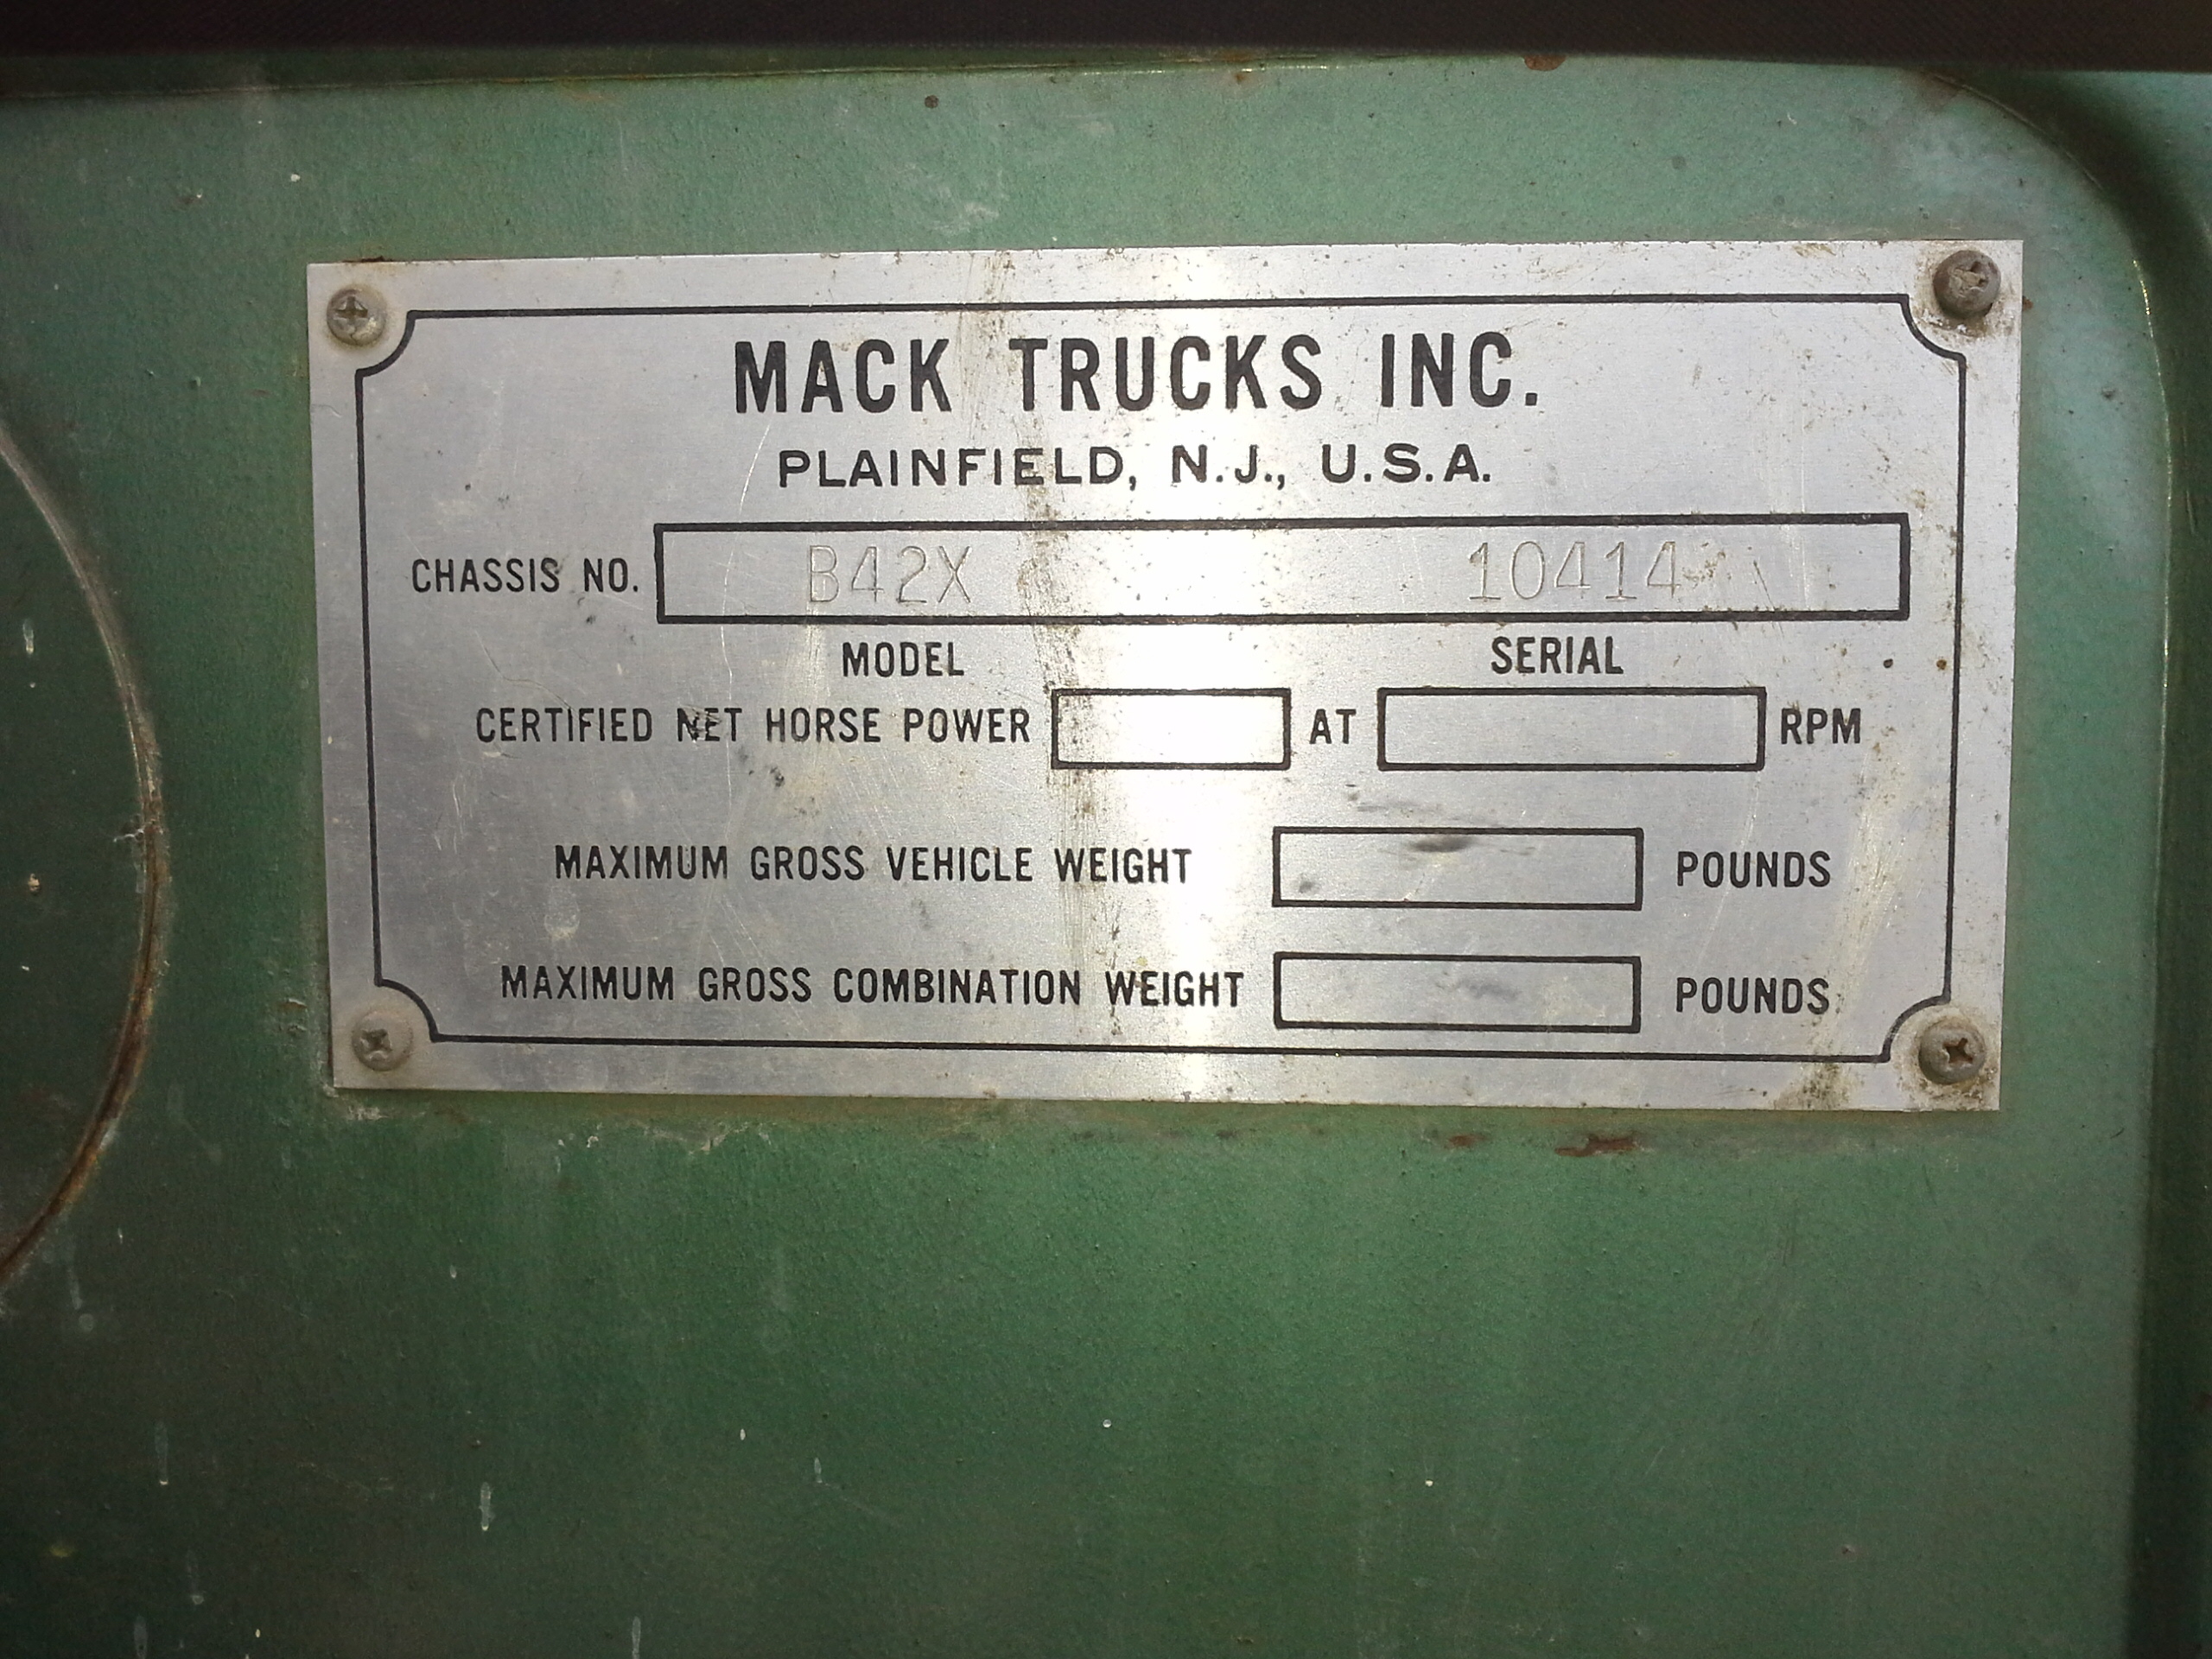 MACK TRUCKS INC.
PLAINFIELD, N.J., U.S.A.
CHASSIS NO. B42X 10414
MODEL SERIAL
CERTIFIED NET HORSE POWER AT RPM
MAXIMUM GROSS VEHICLE WEIGHT POUNDS
MAXIMUM GROSS COMBINATION WEIGHT POUNDS